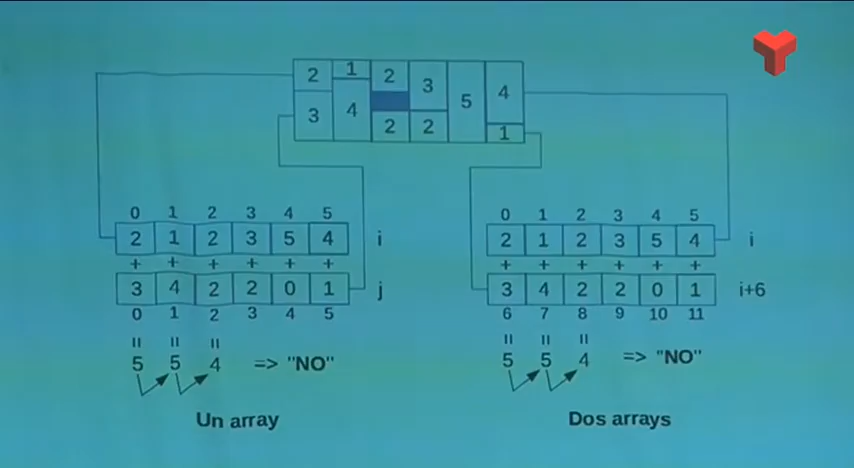 2 1 2 3 5 4
3 4 2 2 1
0 1 2 3 4 5
2 1 2 3 5 4 i
+ + + + + +
3 4 2 2 0 1 j
0 1 2 3 4 5
= = =
5 5 4 => "NO"
Un array
0 1 2 3 4 5
2 1 2 3 5 4 i
+ + + + + +
3 4 2 2 0 1 i+6
6 7 8 9 10 11
= = =
5 5 4 => "NO"
Dos arrays